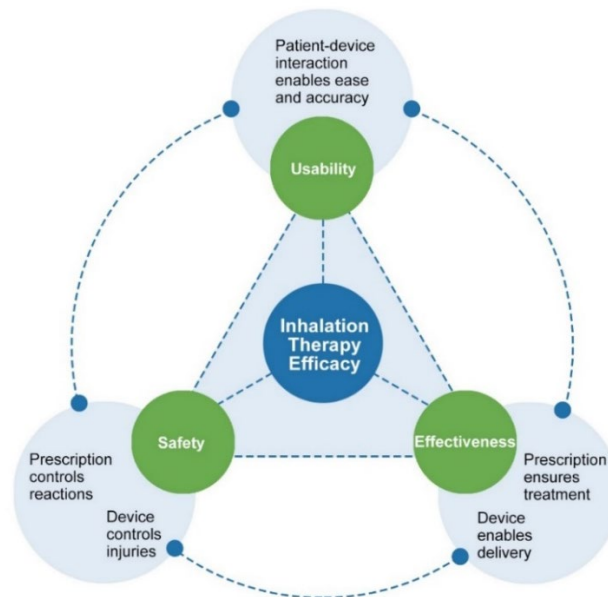 Patient-device
interaction
enables ease
and accuracy
Usability
Inhalation
Therapy
Efficacy
Safety
Prescription
controls
reactions
Device
controls
injuries
Effectiveness
Prescription
ensures
treatment
Device
enables
delivery